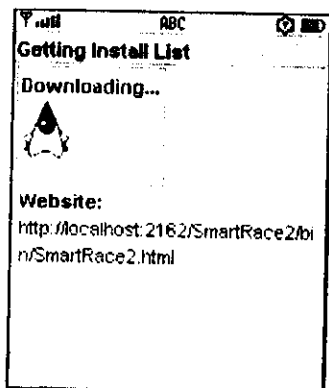 ABC
Getting Install List
Downloading...
Website:
http://localhost:2162/SmartRace2/bi
n/SmartRace2.html